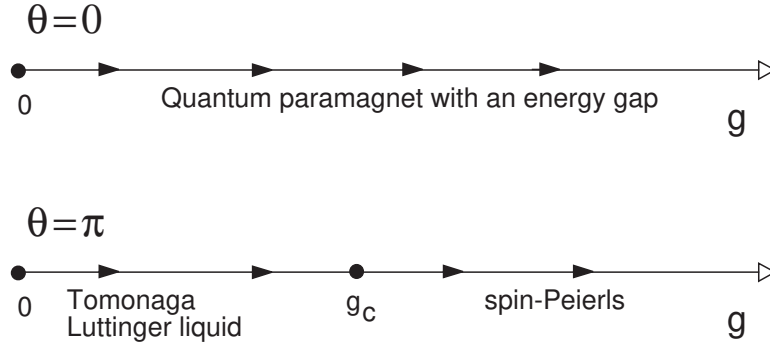 θ=0
0
Quantum paramagnet with an energy gap
g
θ=π
0
Tomonaga
Luttinger liquid
g_c
spin-Peierls
g